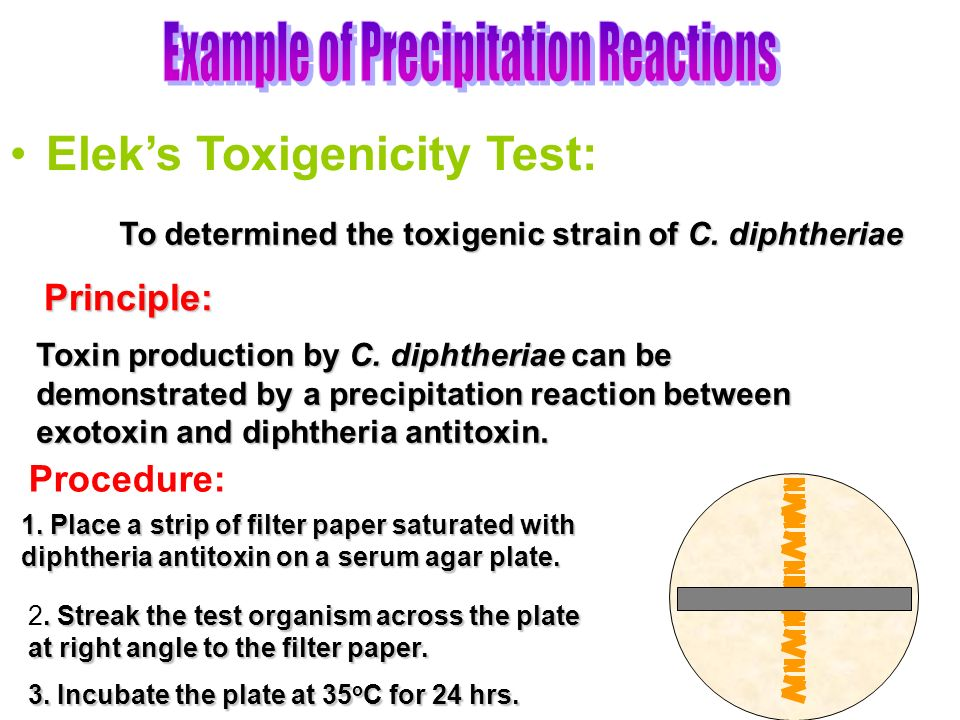 Example of Precipitation Reactions
• Elek’s Toxigenicity Test:
To determined the toxigenic strain of C. diphtheriae
Principle:
Toxin production by C. diphtheriae can be
demonstrated by a precipitation reaction between
exotoxin and diphtheria antitoxin.
Procedure:
1. Place a strip of filter paper saturated with
diphtheria antitoxin on a serum agar plate.
2. Streak the test organism across the plate
at right angle to the filter paper.
3. Incubate the plate at 35ºC for 24 hrs.